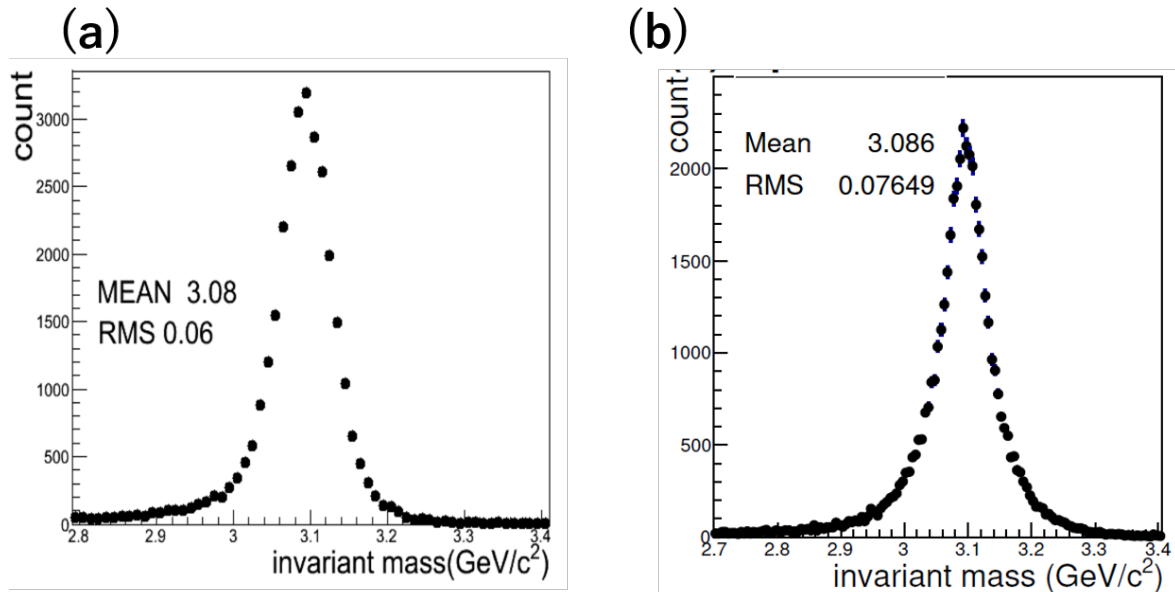 (a)
count
3000
2500
2000
1500
1000
500
0
MEAN 3.08
RMS 0.06
2.8 2.9 3 3.1 3.2 3.3 3.4
invariant mass(GeV/c²)
(b)
count
Mean 3.086
RMS 0.07649
2000
1500
1000
500
0
2.7 2.8 2.9 3 3.1 3.2 3.3 3.4
invariant mass (GeV/c²)